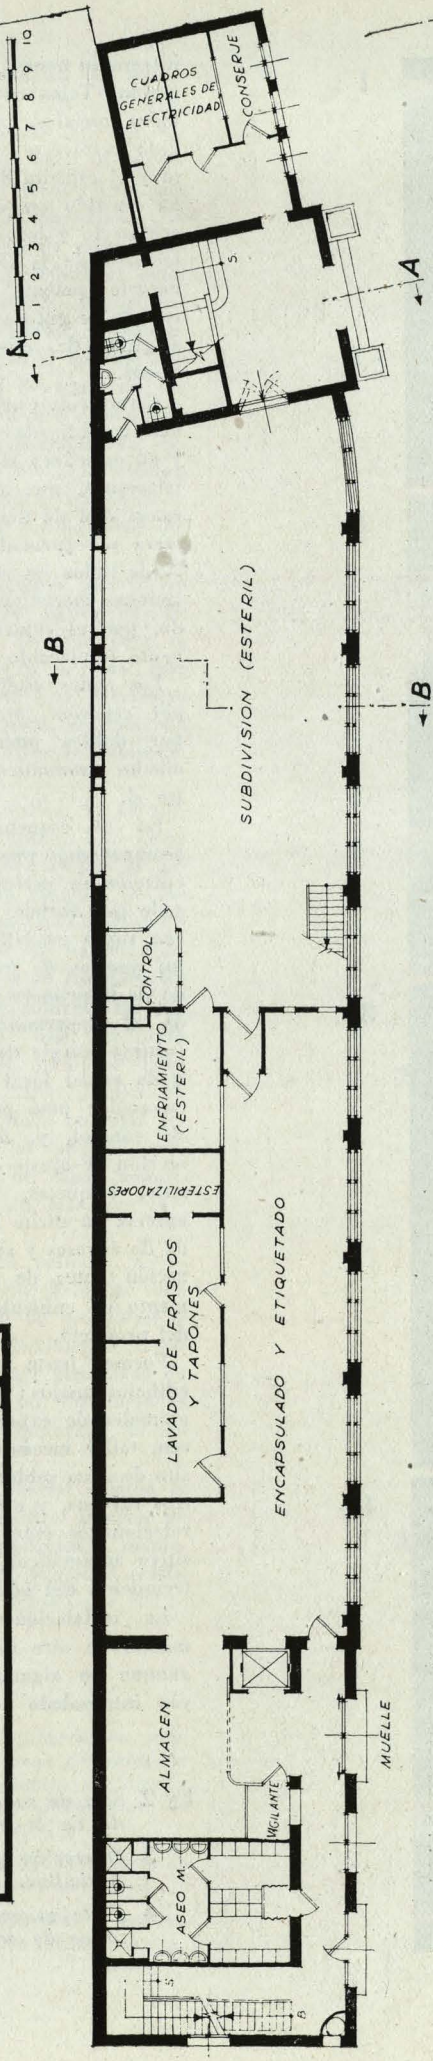 0 1 2 3 4 5 6 7 8 9 10
CUADROS
GENERALES DE
ELECTRICIDAD
CONSERJE
S.
A
A
B
B
SUBDIVISION (ESTERIL)
CONTROL
ENFRIAMIENTO
(ESTERIL)
ESTERILIZADORES
LAVADO DE FRASCOS
Y TAPONES
ENCAPSULADO Y ETIQUETADO
ALMACEN
VIGILANTE
MUELLE
ASEO M.
S.
B